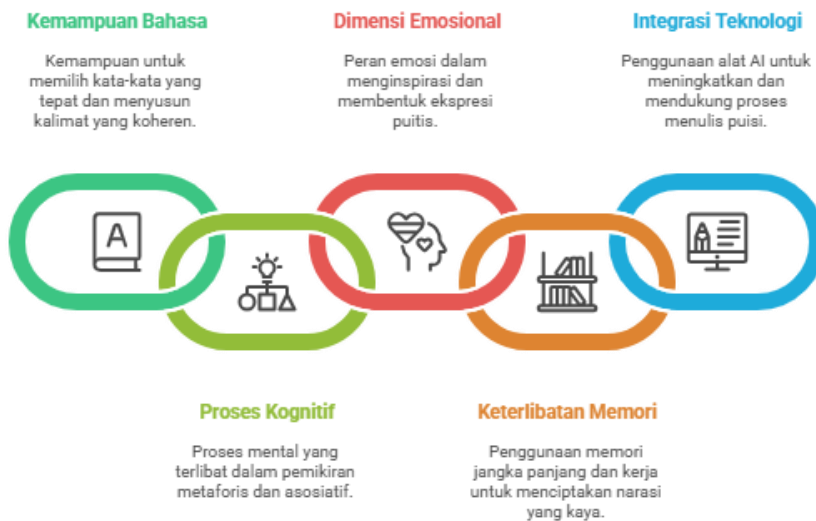 Kemampuan Bahasa
Kemampuan untuk
memilih kata-kata yang
tepat dan menyusun
kalimat yang koheren.
Dimensi Emosional
Peran emosi dalam
menginspirasi dan
membentuk ekspresi
puitis.
Integrasi Teknologi
Penggunaan alat AI untuk
meningkatkan dan
mendukung proses
menulis puisi.
A
Proses Kognitif
Proses mental yang
terlibat dalam pemikiran
metaforis dan asosiatif.
Keterlibatan Memori
Penggunaan memori
jangka panjang dan kerja
untuk menciptakan narasi
yang kaya.